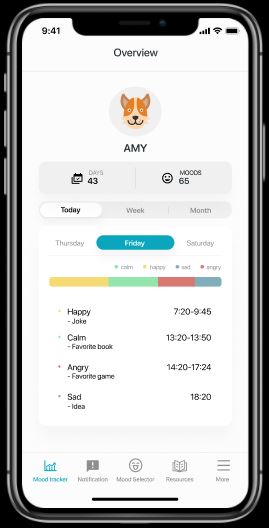 9:41
Overview
AMY
DAYS
43
MOODS
65
Today Week Month
Thursday Friday Saturday
calm happy sad angry
Happy 7:20-9:45
- Joke
Calm 13:20-13:50
- Favorite book
Angry 14:20-17:24
- Favorite game
Sad 18:20
- Idea
Mood tracker Notification Mood Selector Resources More